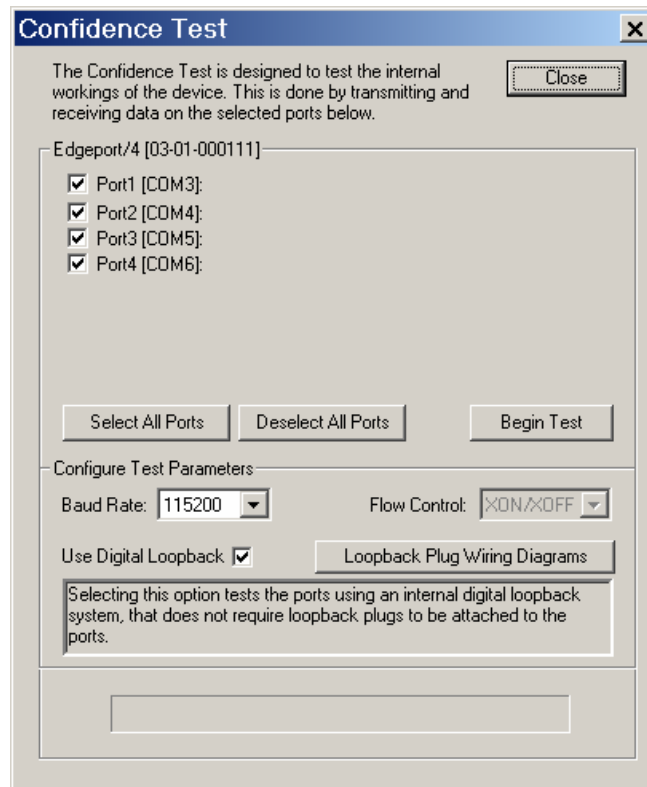 Confidence Test
The Confidence Test is designed to test the internal
workings of the device. This is done by transmitting and
receiving data on the selected ports below.
Close
Edgeport/4 [03-01-000111]
Port1 [COM3]:
Port2 [COM4]:
Port3 [COM5]:
Port4 [COM6]:
Select All Ports
Deselect All Ports
Begin Test
Configure Test Parameters
Baud Rate: 115200
Flow Control: XON/XOFF
Use Digital Loopback
Loopback Plug Wiring Diagrams
Selecting this option tests the ports using an internal digital loopback
system, that does not require loopback plugs to be attached to the
ports.